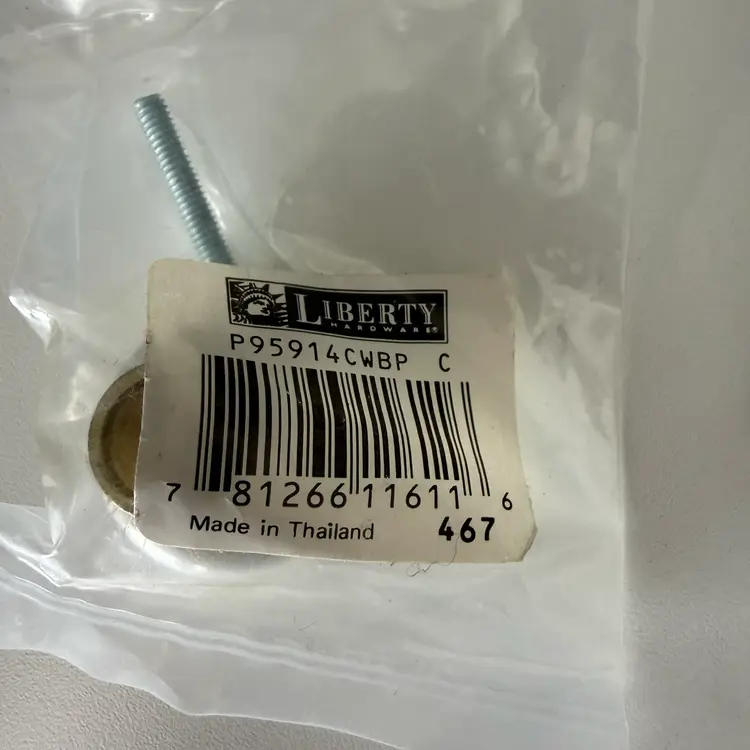 LIBERTY
HARDWARE®
P95914CWBP C
7 81266 11611 6
Made in Thailand 467